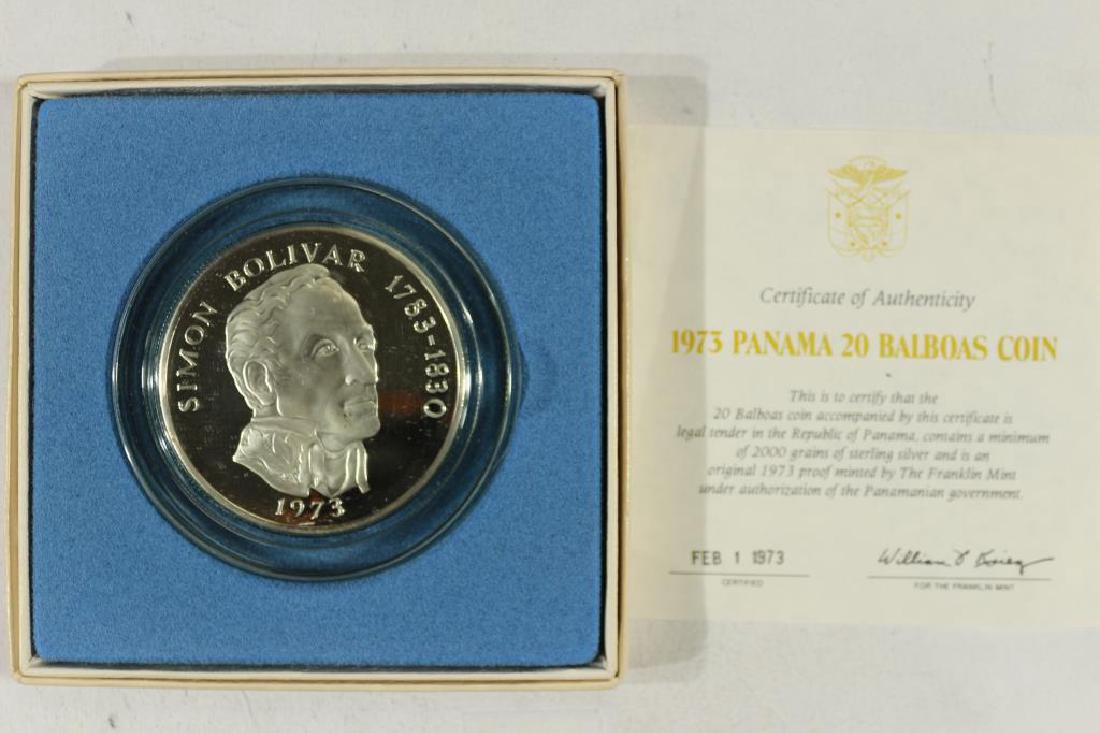 SIMON BOLIVAR 1783-1830
1973
Certificate of Authenticity
1973 PANAMA 20 BALBOAS COIN
This is to certify that the
20 Balboas coin accompanied by this certificate is
legal tender in the Republic of Panama, contains a minimum
of 2000 grains of sterling silver and is an
original 1973 proof minted by The Franklin Mint
under authorization of the Panamanian government.
FEB 1 1973
CERTIFIED
William
FOR THE FRANKLIN MINT